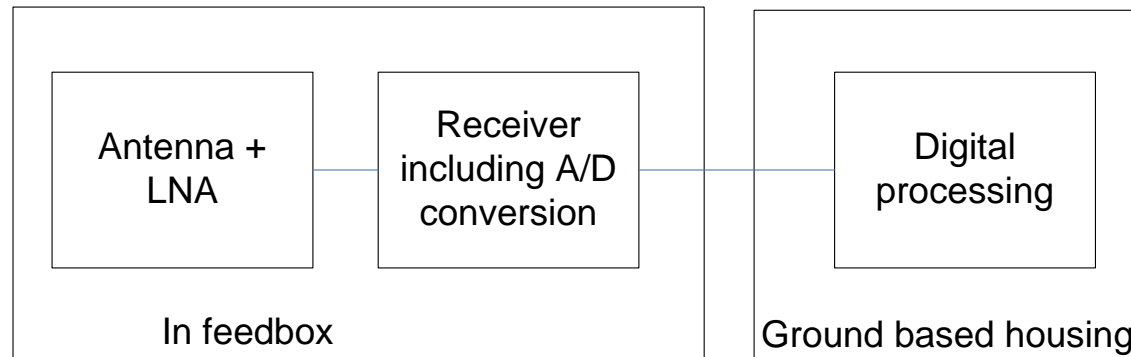 Antenna +
LNA
Receiver
including A/D
conversion
Digital
processing
In feedbox
Ground based housing